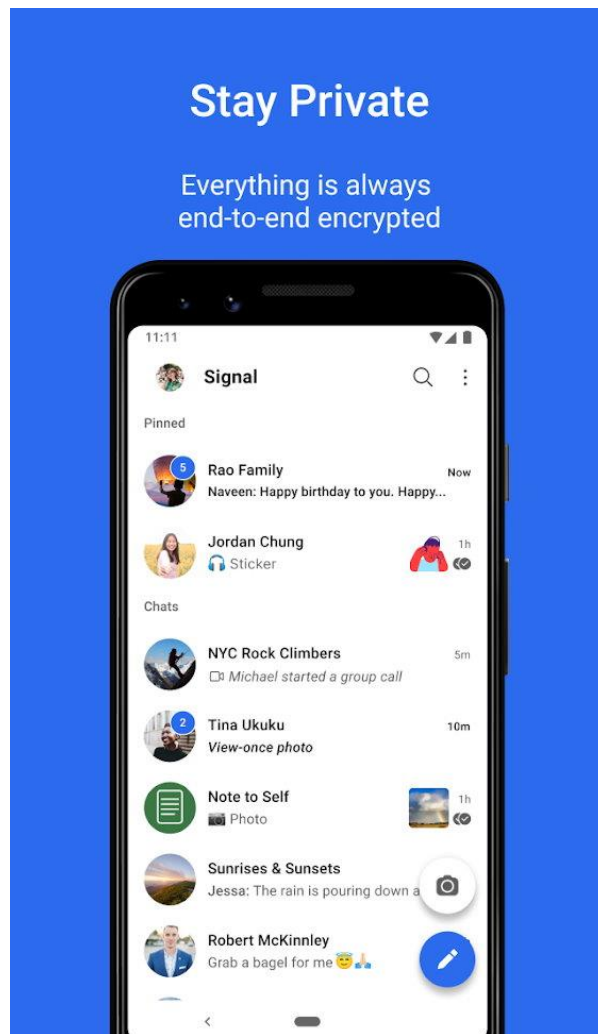 Stay Private
Everything is always
end-to-end encrypted
11:11
Signal
Pinned
5
Rao Family
Now
Naveen: Happy birthday to you. Happy...
Jordan Chung
1h
🎧 Sticker
Chats
NYC Rock Climbers
5m
Michael started a group call
2
Tina Ukuku
10m
View-once photo
Note to Self
1h
📷 Photo
Sunrises & Sunsets
Jessa: The rain is pouring down a
Robert McKinnley
Grab a bagel for me 😇🙏